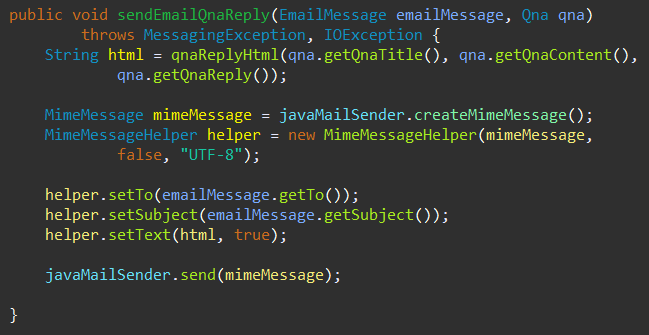 public void sendEmailQnaReply(EmailMessage emailMessage, Qna qna)
throws MessagingException, IOException {
String html = qnaReplyHtml(qna.getQnaTitle(), qna.getQnaContent(),
qna.getQnaReply());
MimeMessage mimeMessage = javaMailSender.createMimeMessage();
MimeMessageHelper helper = new MimeMessageHelper(mimeMessage,
false, "UTF-8");
helper.setTo(emailMessage.getTo());
helper.setSubject(emailMessage.getSubject());
helper.setText(html, true);
javaMailSender.send(mimeMessage);
}